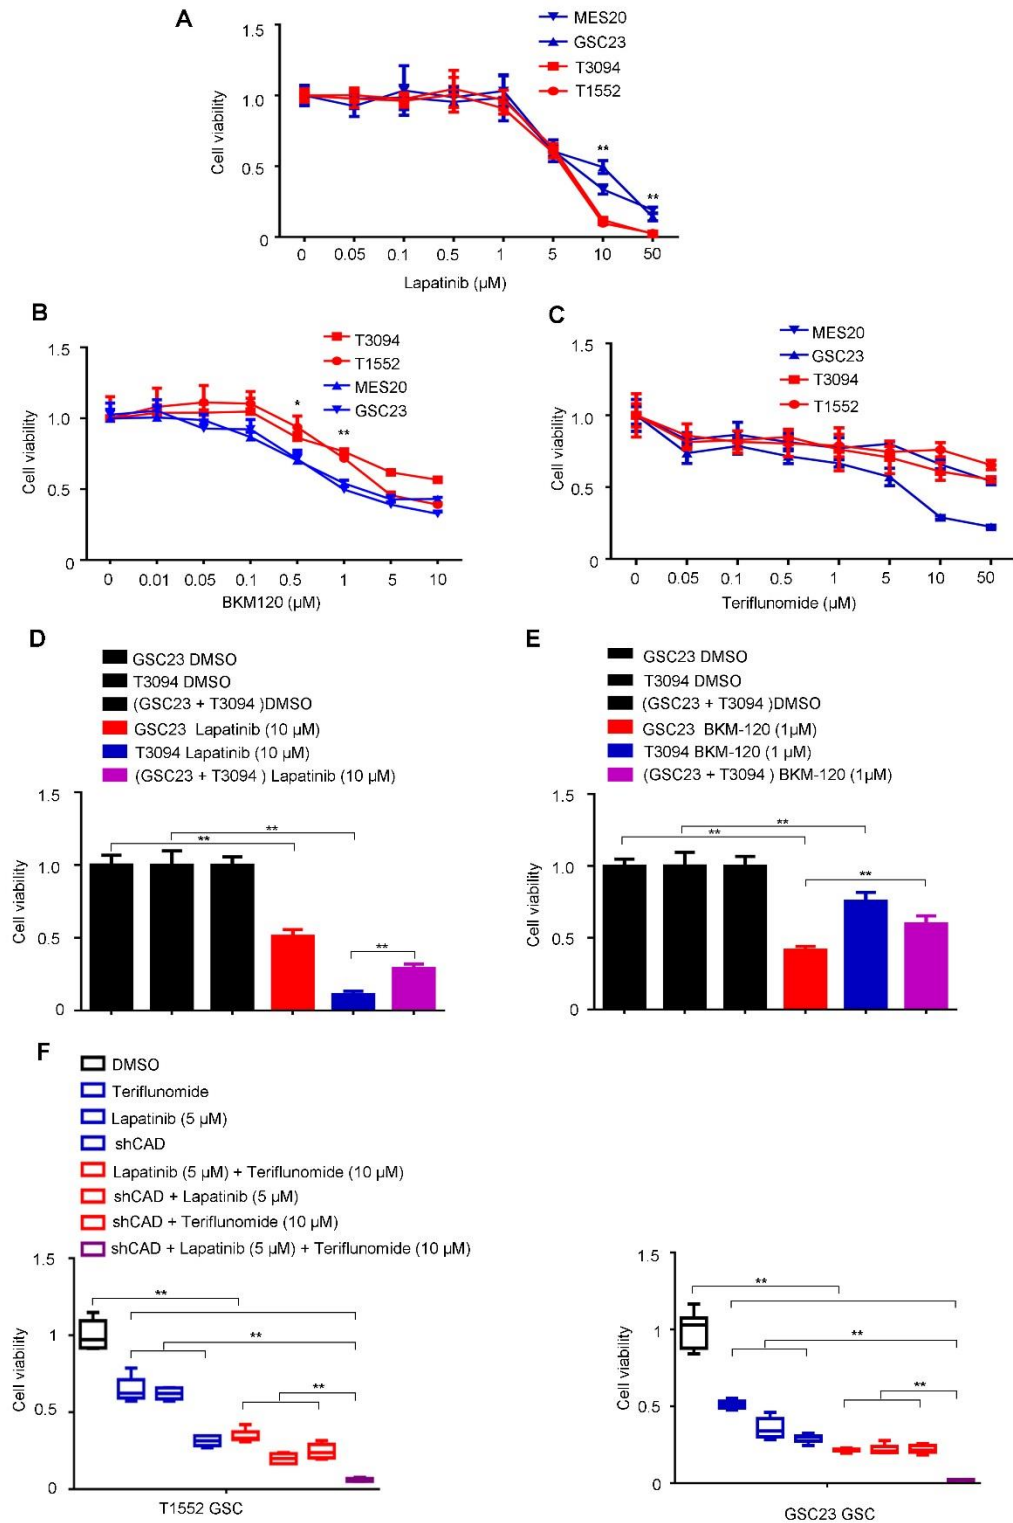 A
MES20
GSC23
T3094
T1552
1.5
1.0
0.5
0
Cell viability
**
**
0 0.05 0.1 0.5 1 5 10 50
Lapatinib (µM)
B
T3094
T1552
MES20
GSC23
1.5
1.0
0.5
0
Cell viability
*
**
0 0.01 0.05 0.1 0.5 1 5 10
BKM120 (µM)
C
MES20
GSC23
T3094
T1552
1.5
1.0
0.5
0
Cell viability
0 0.05 0.1 0.5 1 5 10 50
Teriflunomide (µM)
D
GSC23 DMSO
T3094 DMSO
(GSC23 + T3094 )DMSO
GSC23 Lapatinib (10 µM)
T3094 Lapatinib (10 µM)
(GSC23 + T3094 ) Lapatinib (10 µM)
1.5
1.0
0.5
0
Cell viability
**
**
**
E
GSC23 DMSO
T3094 DMSO
(GSC23 + T3094 )DMSO
GSC23 BKM-120 (1µM)
T3094 BKM-120 (1 µM)
(GSC23 + T3094 ) BKM-120 (1µM)
1.5
1.0
0.5
0
Cell viability
**
**
**
F
DMSO
Teriflunomide
Lapatinib (5 µM)
shCAD
Lapatinib (5 µM) + Teriflunomide (10 µM)
shCAD + Lapatinib (5 µM)
shCAD + Teriflunomide (10 µM)
shCAD + Lapatinib (5 µM) + Teriflunomide (10 µM)
1.5
1
0.5
0
Cell viability
**
**
**
T1552 GSC
1.5
1
0.5
0
Cell viability
**
**
**
GSC23 GSC